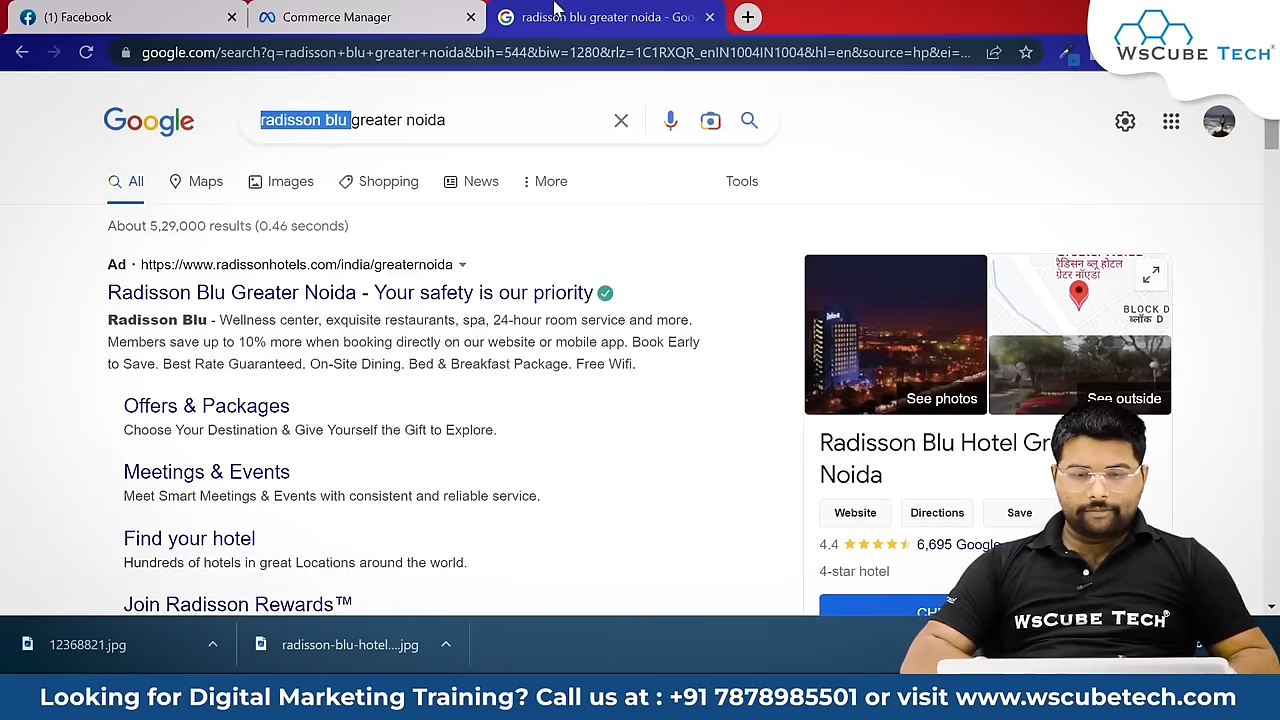 (1) Facebook
Commerce Manager
radisson blu greater noida - Goo
WsCube Tech®
google.com/search?q=radisson+blu+greater+noida&bih=544&biw=1280&rlz=1C1RXQR_enIN1004IN1004&hl=en&source=hp&ei=...
Google
radisson blu greater noida
All
Maps
Images
Shopping
News
More
Tools
About 5,29,000 results (0.46 seconds)
Ad · https://www.radissonhotels.com/india/greaternoida
Radisson Blu Greater Noida - Your safety is our priority
Radisson Blu - Wellness center, exquisite restaurants, spa, 24-hour room service and more.
Members save up to 10% more when booking directly on our website or mobile app. Book Early
to Save. Best Rate Guaranteed. On-Site Dining. Bed & Breakfast Package. Free Wifi.
Offers & Packages
Choose Your Destination & Give Yourself the Gift to Explore.
Meetings & Events
Meet Smart Meetings & Events with consistent and reliable service.
Find your hotel
Hundreds of hotels in great Locations around the world.
Join Radisson Rewards™
रेडिसन ब्लू होटल
ग्रेटर नॉएडा
BLOCK D
ब्लॉक D
See photos
See outside
Radisson Blu Hotel Gr
Noida
Website
Directions
Save
4.4
6,695 Google
4-star hotel
WsCube Tech®
12368821.jpg
radisson-blu-hotel....jpg
Looking for Digital Marketing Training? Call us at : +91 7878985501 or visit www.wscubetech.com